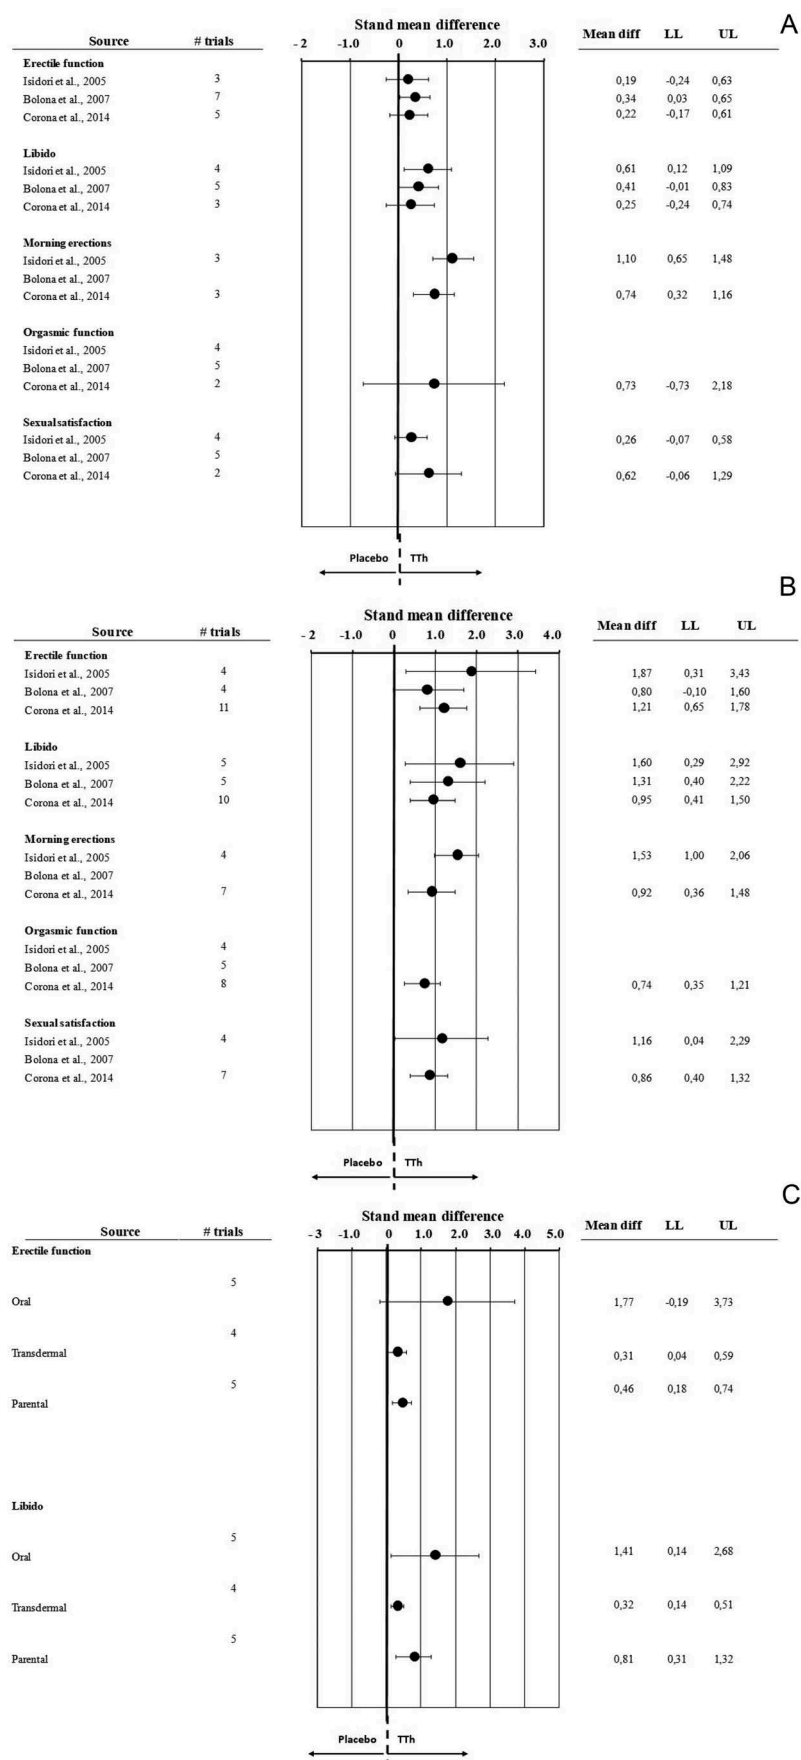 A
Stand mean difference
Source # trials -2 -1.0 0 1.0 2.0 3.0 Mean diff LL UL
Erectile function
Isidori et al., 2005 3 0,19 -0,24 0,63
Bolona et al., 2007 7 0,34 0,03 0,65
Corona et al., 2014 5 0,22 -0,17 0,61
Libido
Isidori et al., 2005 4 0,61 0,12 1,09
Bolona et al., 2007 5 0,41 -0,01 0,83
Corona et al., 2014 3 0,25 -0,24 0,74
Morning erections
Isidori et al., 2005 3 1,10 0,65 1,48
Bolona et al., 2007
Corona et al., 2014 3 0,74 0,32 1,16
Orgasmic function
Isidori et al., 2005 4
Bolona et al., 2007 5
Corona et al., 2014 2 0,73 -0,73 2,18
Sexual satisfaction
Isidori et al., 2005 4 0,26 -0,07 0,58
Bolona et al., 2007 5
Corona et al., 2014 2 0,62 -0,06 1,29
Placebo TTh
B
Stand mean difference
Source # trials -2 -1.0 0 1.0 2.0 3.0 4.0 Mean diff LL UL
Erectile function
Isidori et al., 2005 4 1,87 0,31 3,43
Bolona et al., 2007 4 0,80 -0,10 1,60
Corona et al., 2014 11 1,21 0,65 1,78
Libido
Isidori et al., 2005 5 1,60 0,29 2,92
Bolona et al., 2007 5 1,31 0,40 2,22
Corona et al., 2014 10 0,95 0,41 1,50
Morning erections
Isidori et al., 2005 4 1,53 1,00 2,06
Bolona et al., 2007
Corona et al., 2014 7 0,92 0,36 1,48
Orgasmic function
Isidori et al., 2005 4
Bolona et al., 2007 5
Corona et al., 2014 8 0,74 0,35 1,21
Sexual satisfaction
Isidori et al., 2005 4 1,16 0,04 2,29
Bolona et al., 2007
Corona et al., 2014 7 0,86 0,40 1,32
Placebo TTh
C
Stand mean difference
Source # trials -3 -1.0 0 1.0 2.0 3.0 4.0 5.0 Mean diff LL UL
Erectile function
5
Oral 1,77 -0,19 3,73
4
Transdermal 0,31 0,04 0,59
5 0,46 0,18 0,74
Parental
Libido
5
Oral 1,41 0,14 2,68
4
Transdermal 0,32 0,14 0,51
5
Parental 0,81 0,31 1,32
Placebo TTh